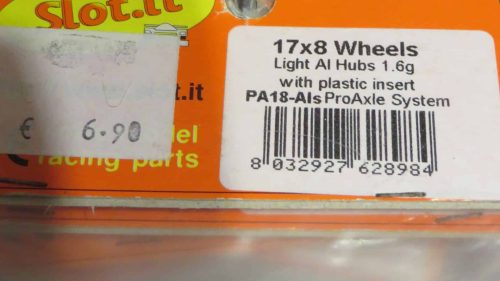 Slot.it
17x8 Wheels
Light Al Hubs 1.6g
with plastic insert
PA18-Als ProAxle System
8 032927 628984
.it
€ 6.90
del
racing parts